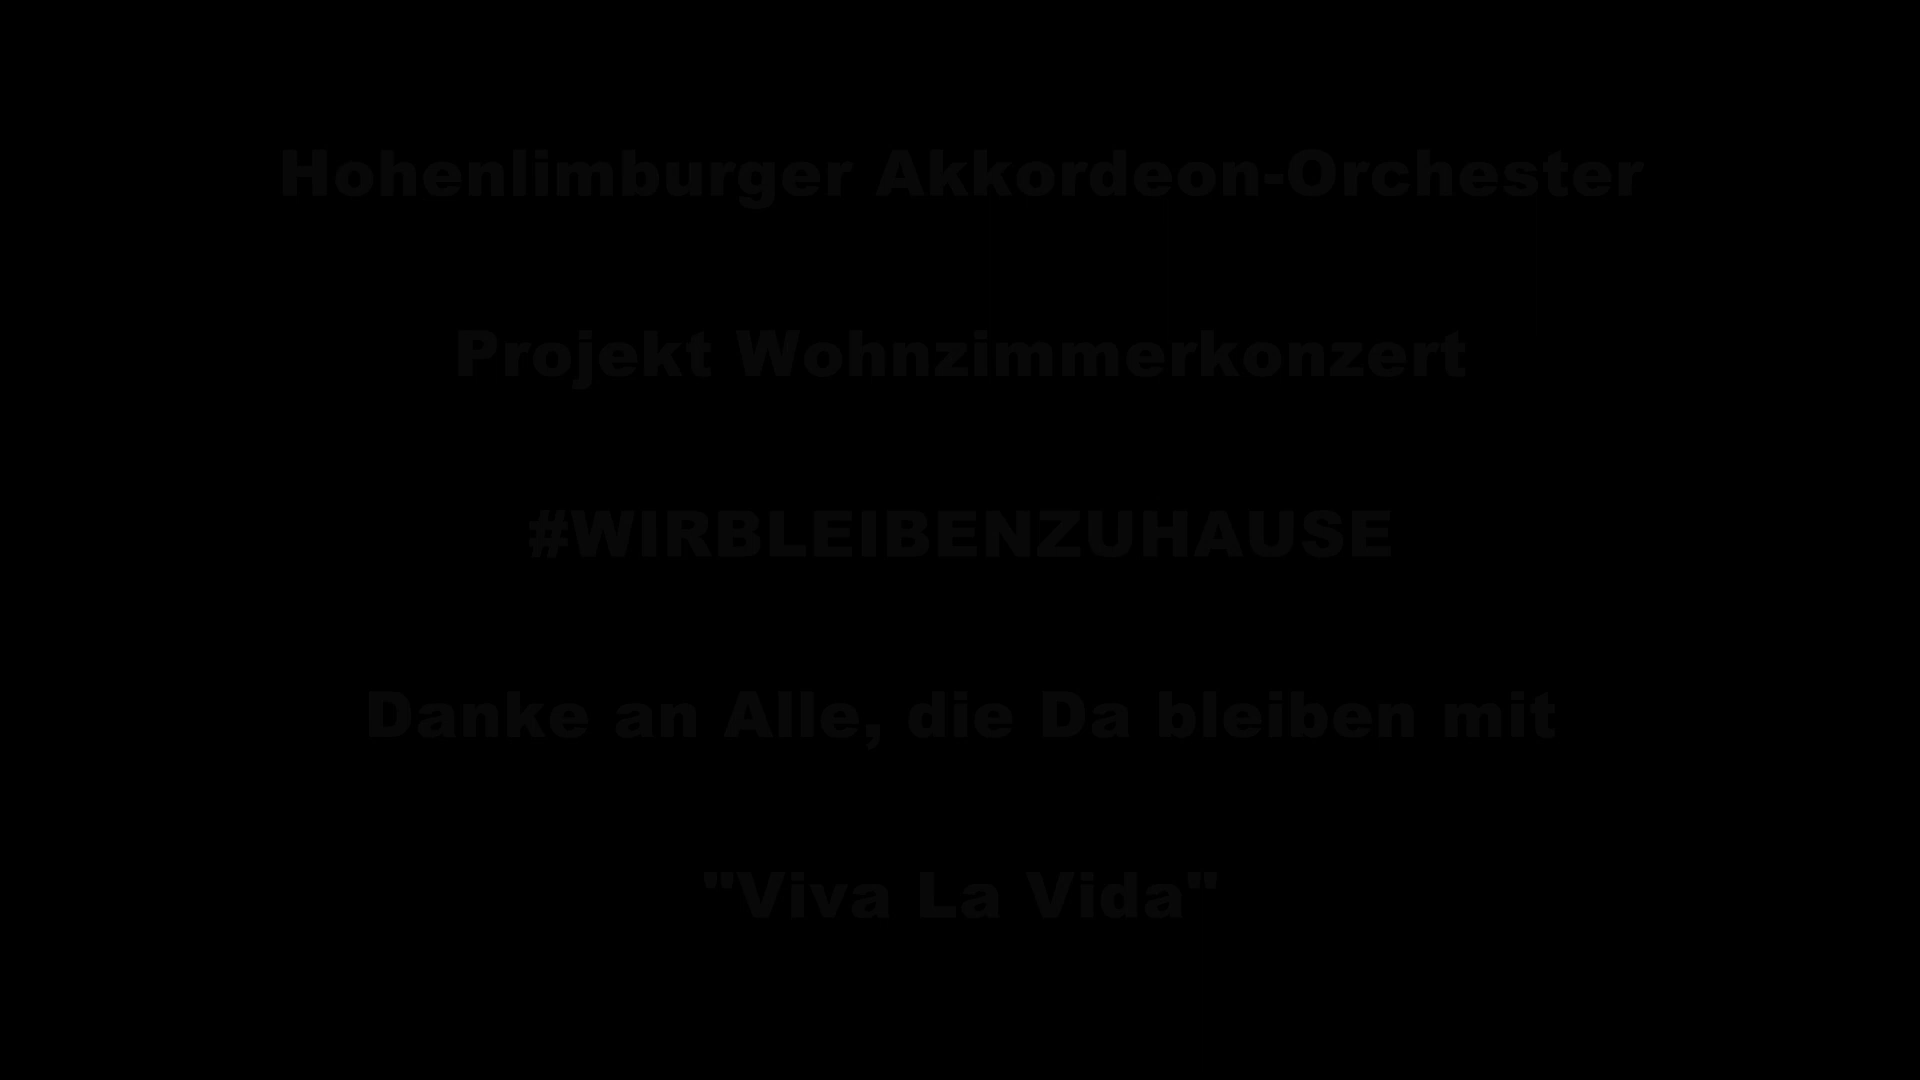 Hohenlimburger Akkordeon-Orchester
Projekt Wohnzimmerkonzert
#WIRBLEIBENZUHAUSE
Danke an Alle, die Da bleiben mit
"Viva La Vida"